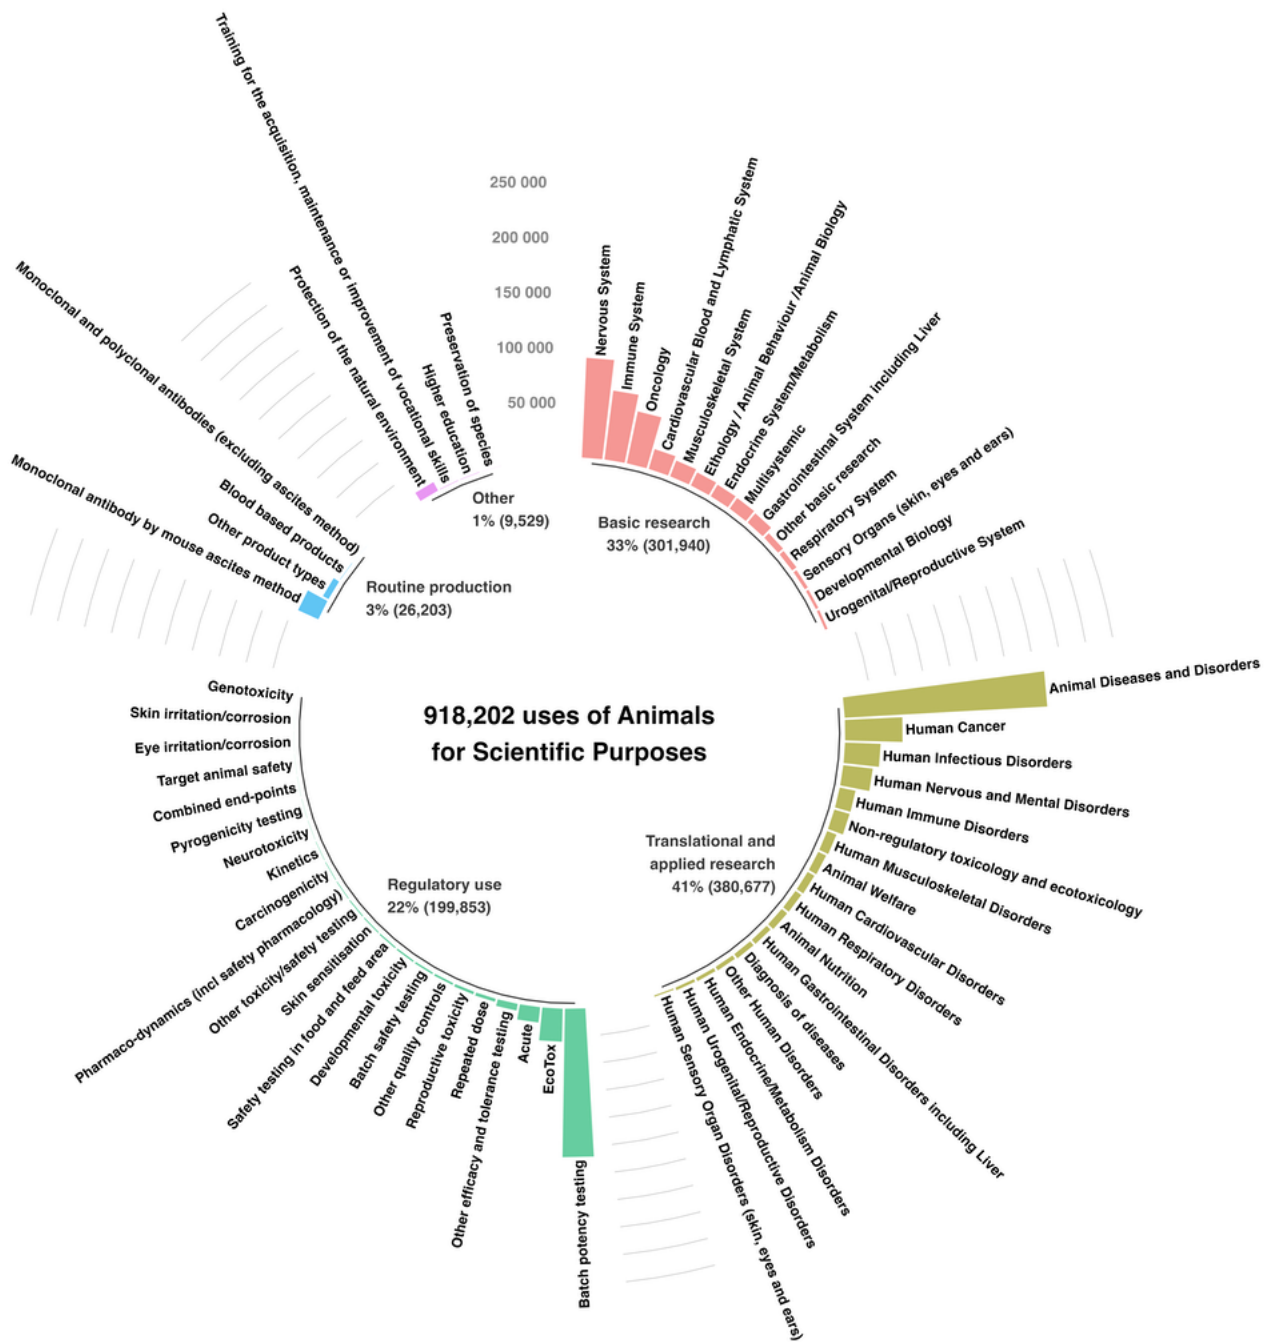 250 000
200 000
150 000
100 000
50 000
Nervous System
Immune System
Oncology
Cardiovascular Blood and Lymphatic System
Musculoskeletal System
Ethology / Animal Behaviour /Animal Biology
Endocrine System/Metabolism
Multisystemic
Gastrointestinal System including Liver
Other basic research
Respiratory System
Sensory Organs (skin, eyes and ears)
Developmental Biology
Urogenital/Reproductive System
Basic research
33% (301,940)
Animal Diseases and Disorders
Human Cancer
Human Infectious Disorders
Human Nervous and Mental Disorders
Human Immune Disorders
Non-regulatory toxicology and ecotoxicology
Human Musculoskeletal Disorders
Animal Welfare
Human Cardiovascular Disorders
Human Respiratory Disorders
Animal Nutrition
Human Gastrointestinal Disorders including Liver
Diagnosis of diseases
Other Human Disorders
Human Endocrine/Metabolism Disorders
Human Urogenital/Reproductive Disorders
Human Sensory Organ Disorders (skin, eyes and ears)
Translational and
applied research
41% (380,677)
Batch potency testing
EcoTox
Acute
Other efficacy and tolerance testing
Repeated dose
Reproductive toxicity
Other quality controls
Batch safety testing
Developmental toxicity
Safety testing in food and feed area
Skin sensitisation
Other toxicity/safety testing
Pharmaco-dynamics (incl safety pharmacology)
Carcinogenicity
Kinetics
Neurotoxicity
Pyrogenicity testing
Combined end-points
Target animal safety
Eye irritation/corrosion
Skin irritation/corrosion
Genotoxicity
Regulatory use
22% (199,853)
Monoclonal antibody by mouse ascites method
Other product types
Blood based products
Monoclonal and polyclonal antibodies (excluding ascites method)
Routine production
3% (26,203)
Protection of the natural environment
Training for the acquisition, maintenance or improvement of vocational skills
Higher education
Preservation of species
Other
1% (9,529)
918,202 uses of Animals
for Scientific Purposes